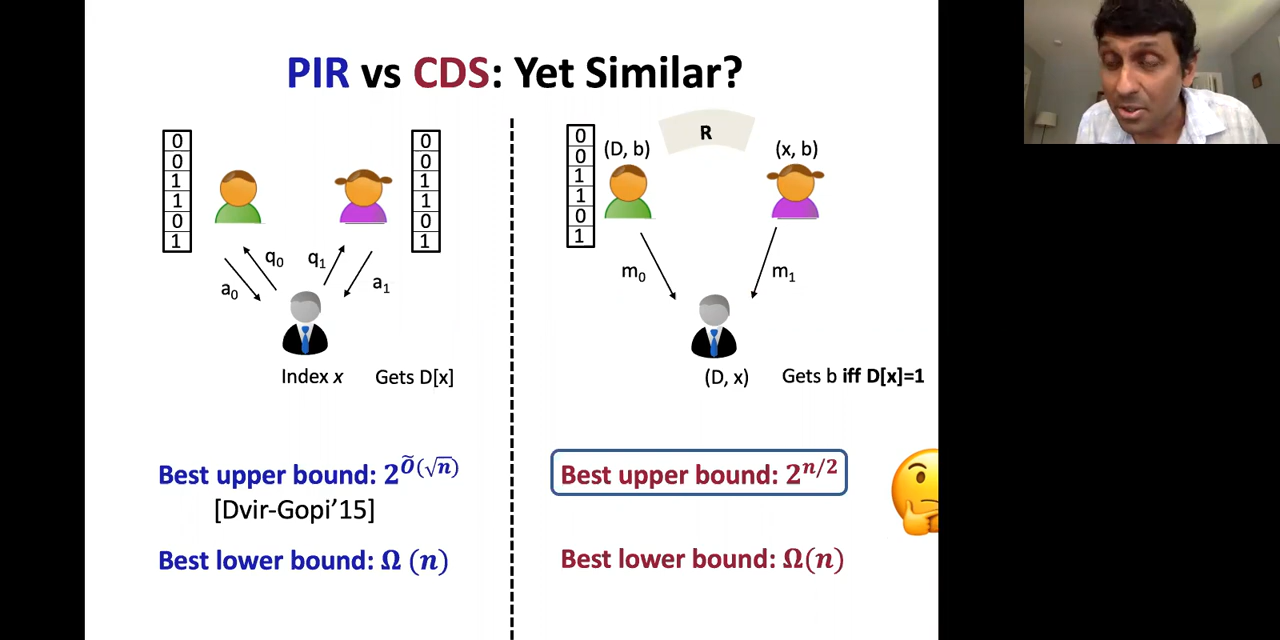 PIR vs CDS: Yet Similar?
0
0
1
1
0
1
q₀
q₁
a₀
a₁
0
0
1
1
0
1
Index x
Gets D[x]
Best upper bound: 2^Õ(√n)
[Dvir-Gopi'15]
Best lower bound: Ω (n)
0
0
1
1
0
1
(D, b)
R
(x, b)
m₀
m₁
(D, x)
Gets b iff D[x]=1
Best upper bound: 2^n/2
Best lower bound: Ω(n)